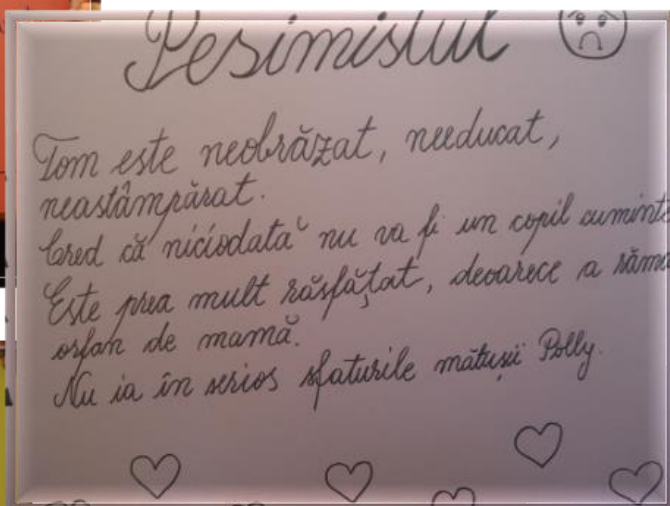 Pesimistul
Tom este neobrăzat, needucat,
neastâmpărat.
Cred că niciodată nu va fi un copil
Este prea mult răsfățat, deoarece a
orfan de mamă.
Nu ia în serios sfaturile mătușii Polly.